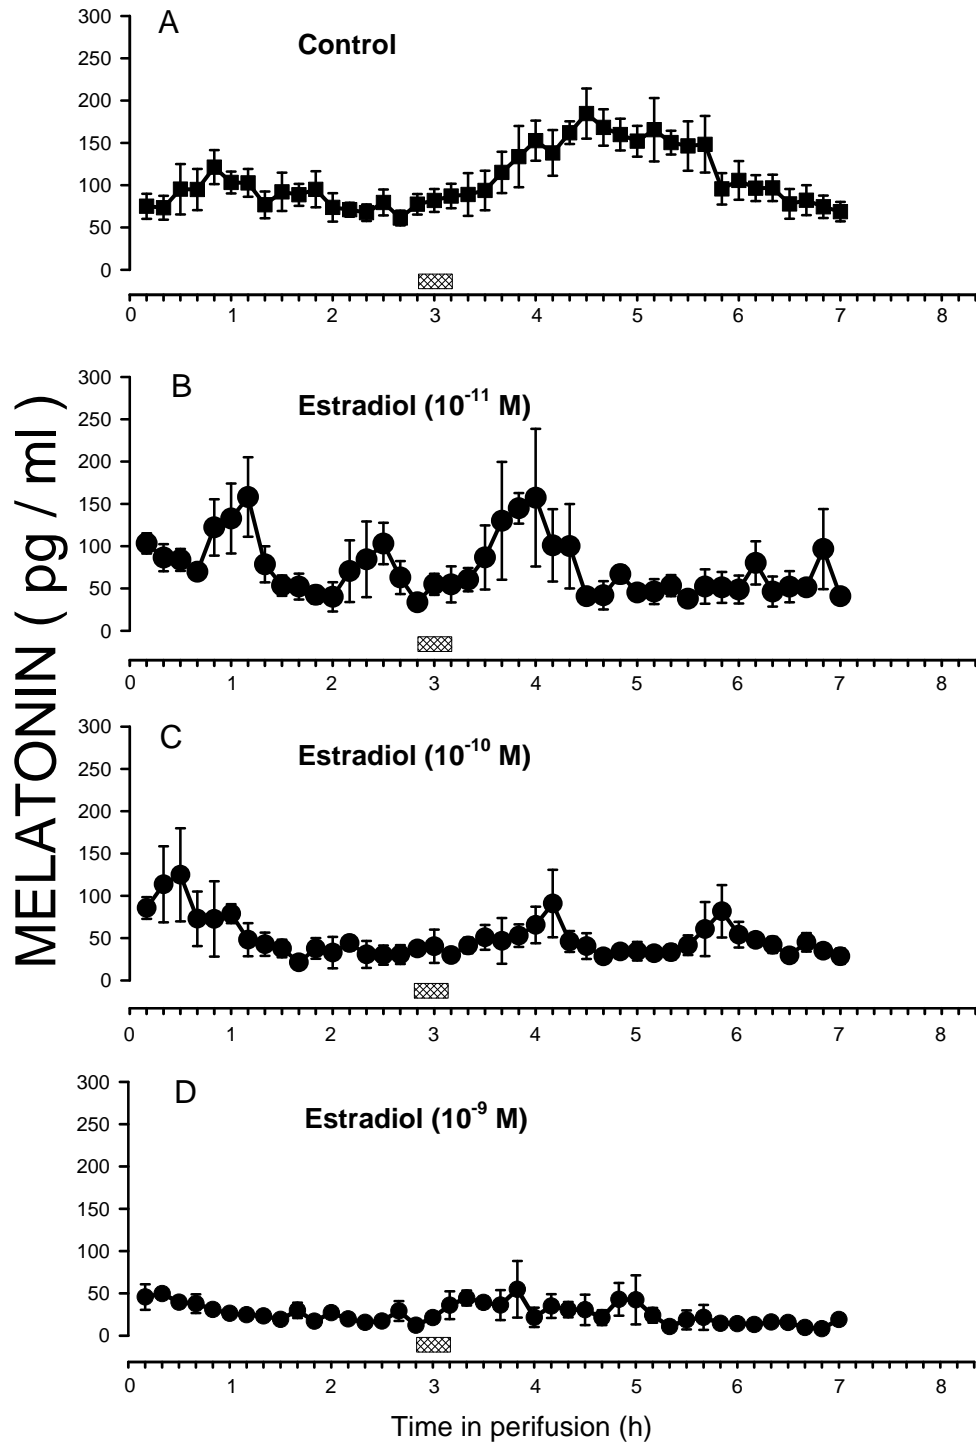 MELATONIN ( pg / ml )
A
Control
300
250
200
150
100
50
0
0 1 2 3 4 5 6 7 8
B
Estradiol (10-11 M)
300
250
200
150
100
50
0
0 1 2 3 4 5 6 7 8
C
Estradiol (10-10 M)
300
250
200
150
100
50
0
0 1 2 3 4 5 6 7 8
D
Estradiol (10-9 M)
300
250
200
150
100
50
0
0 1 2 3 4 5 6 7 8
Time in perifusion (h)